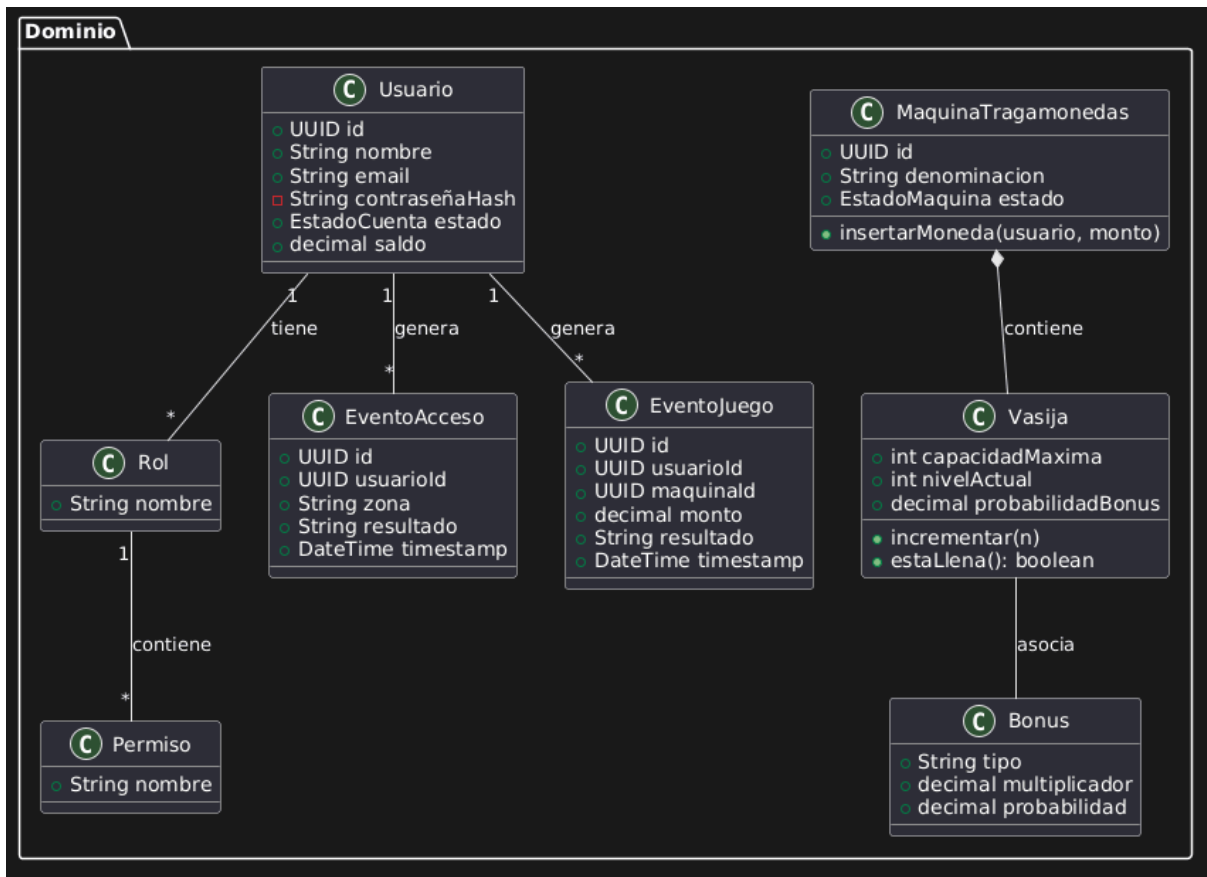 Dominio
C Usuario
UUID id
String nombre
String email
String contraseñaHash
EstadoCuenta estado
decimal saldo
C MaquinaTragamonedas
UUID id
String denominacion
EstadoMaquina estado
insertarMoneda(usuario, monto)
1
tiene
*
1
genera
*
1
genera
*
contiene
C Rol
String nombre
C EventoAcceso
UUID id
UUID usuarioId
String zona
String resultado
DateTime timestamp
C EventoJuego
UUID id
UUID usuarioId
UUID maquinaId
decimal monto
String resultado
DateTime timestamp
C Vasija
int capacidadMaxima
int nivelActual
decimal probabilidadBonus
incrementar(n)
estaLlena(): boolean
1
contiene
*
asocia
C Permiso
String nombre
C Bonus
String tipo
decimal multiplicador
decimal probabilidad